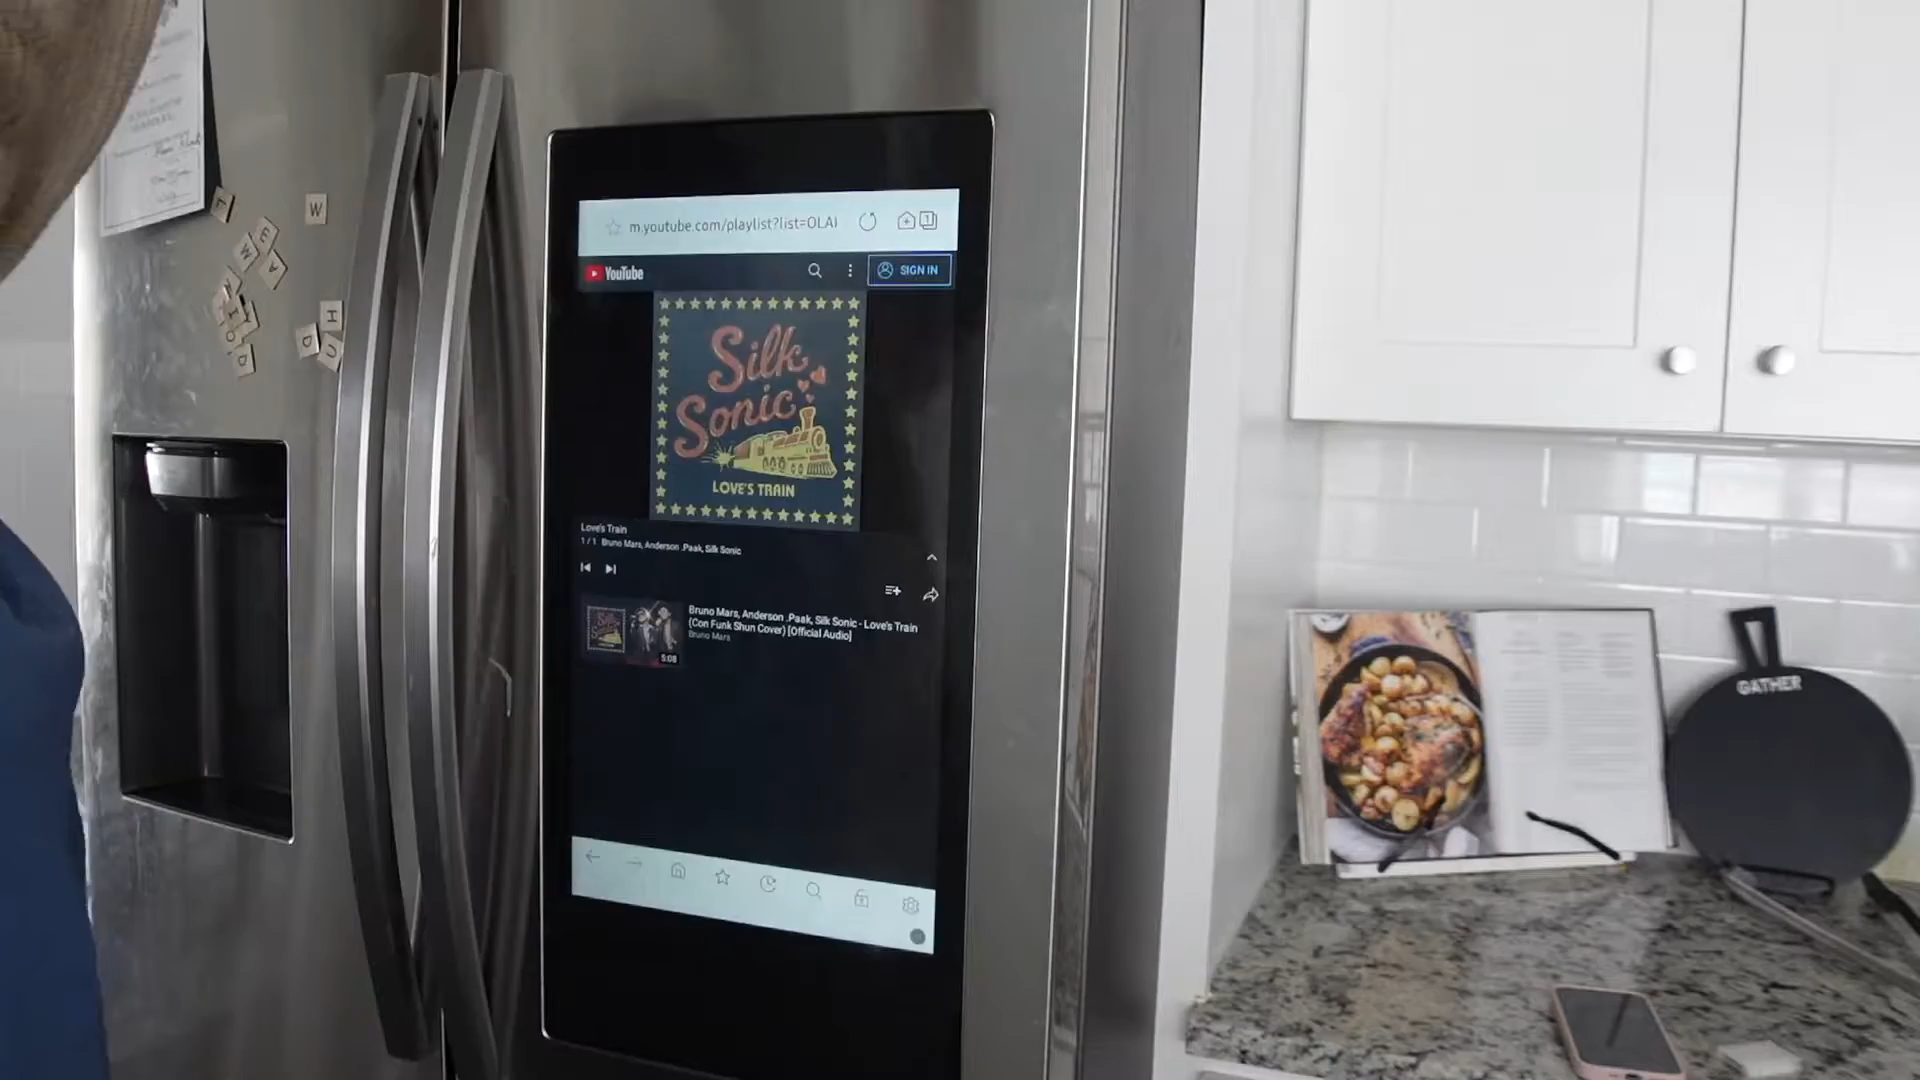 m.youtube.com/playlist?list=OLAI
1
YouTube
SIGN IN
Silk
Sonic
LOVE'S TRAIN
Love's Train
1 / 1 Bruno Mars, Anderson .Paak, Silk Sonic
Bruno Mars, Anderson .Paak, Silk Sonic - Love's Train
(Con Funk Shun Cover) [Official Audio]
Bruno Mars
5:08
W
H
D
U
GATHER